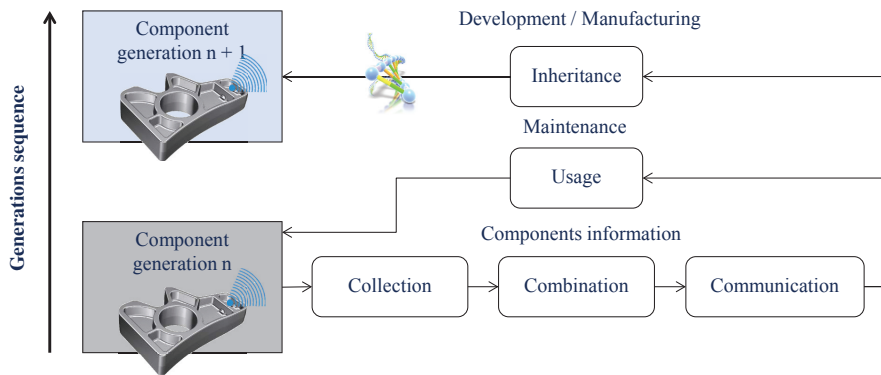 Development / Manufacturing
Component
generation n + 1
Inheritance
Generations sequence
Maintenance
Usage
Component
generation n
Components information
Collection
Combination
Communication